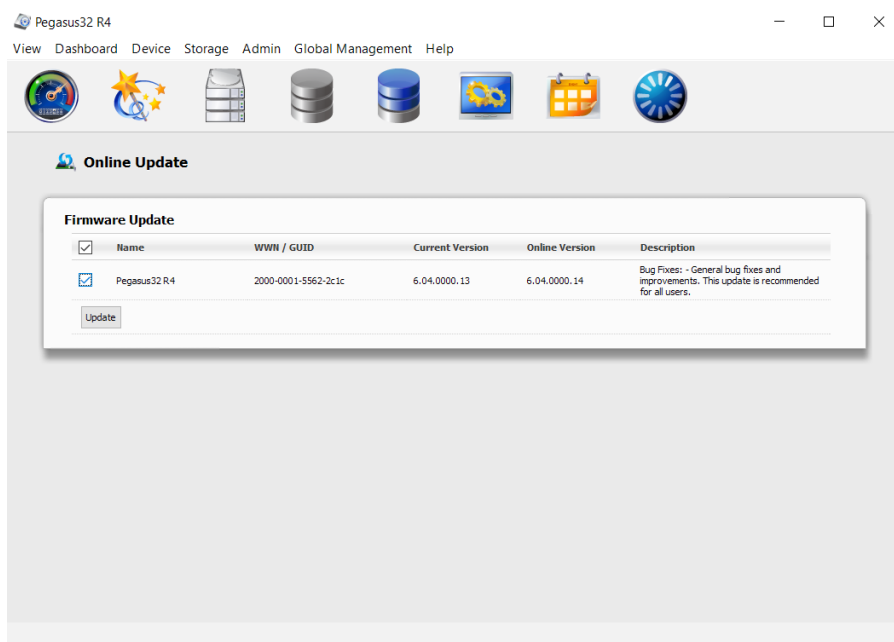 Pegasus32 R4
View Dashboard Device Storage Admin Global Management Help
Online Update
Firmware Update
Name WWN / GUID Current Version Online Version Description
Pegasus32 R4 2000-0001-5562-2c1c 6.04.0000.13 6.04.0000.14 Bug Fixes: - General bug fixes and
improvements. This update is recommended
for all users.
Update